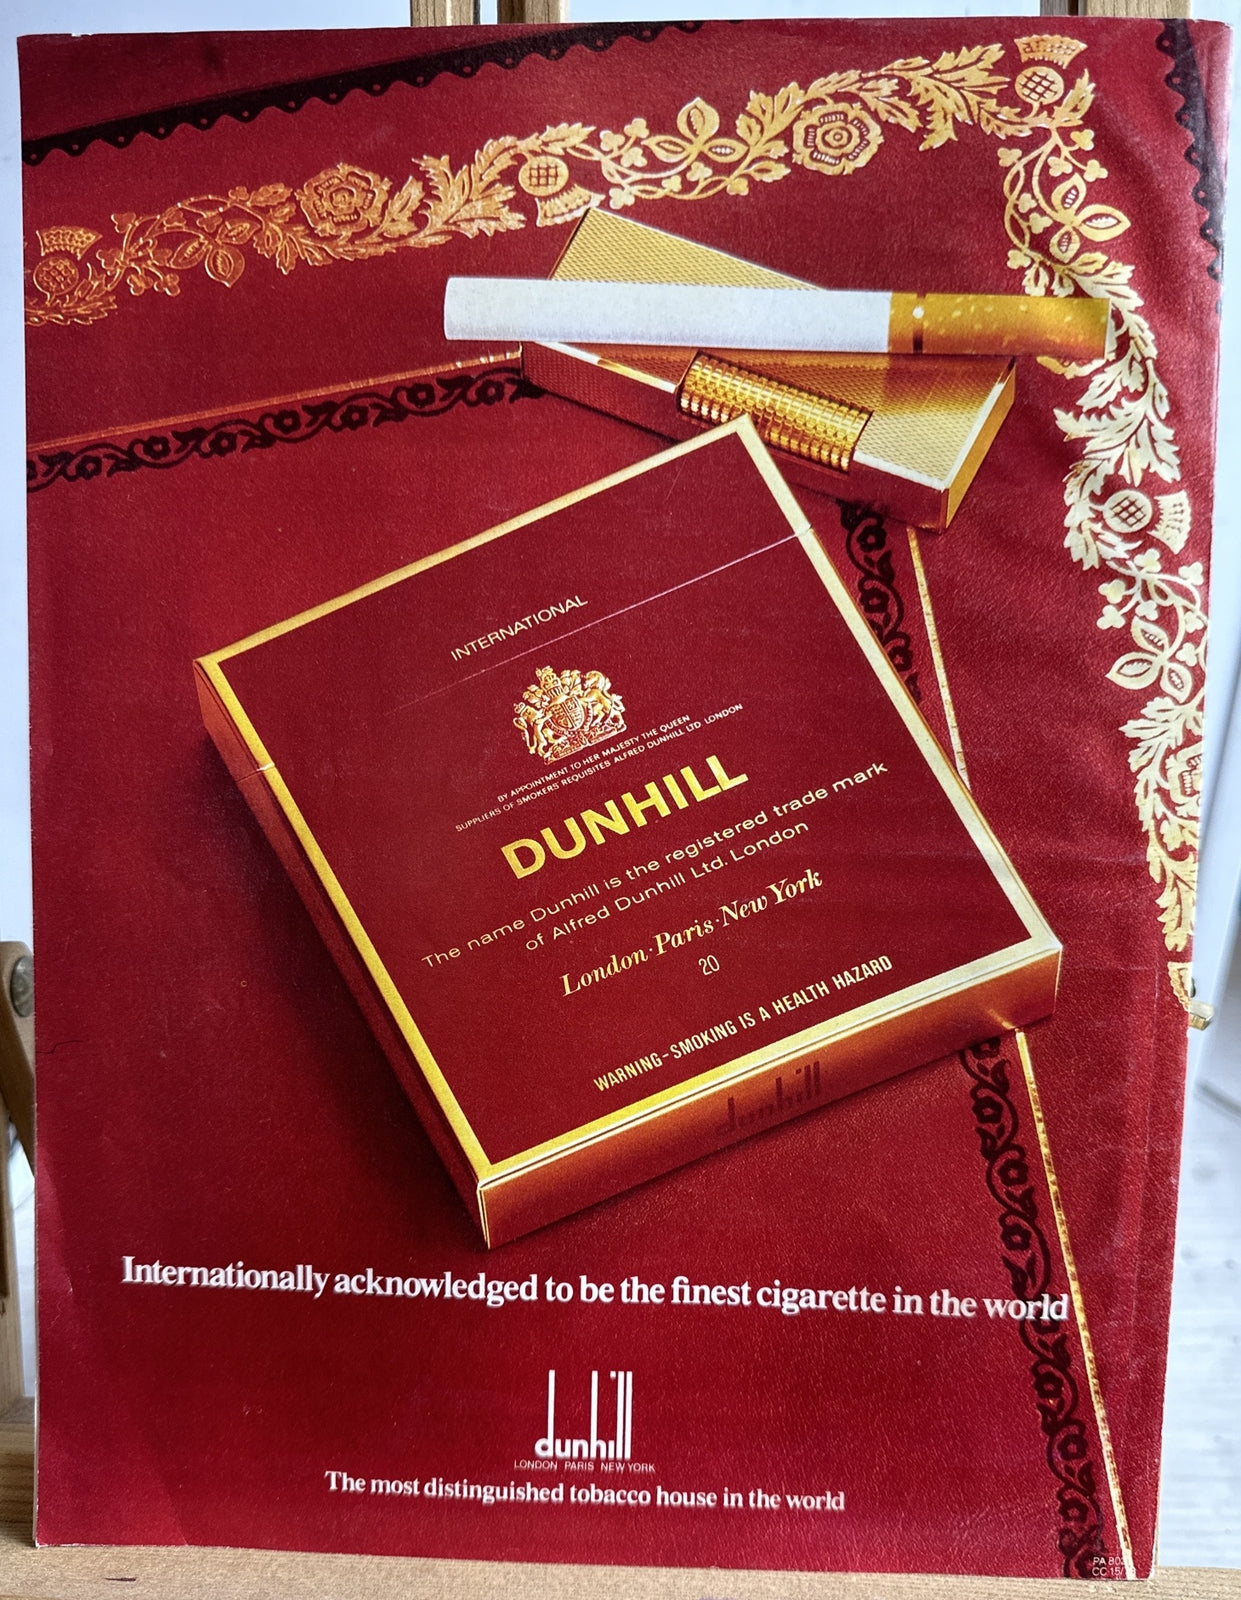 INTERNATIONAL
BY APPOINTMENT TO HER MAJESTY THE QUEEN
SUPPLIERS OF SMOKERS REQUISITES ALFRED DUNHILL LTD LONDON
DUNHILL
The name Dunhill is the registered trade mark
of Alfred Dunhill Ltd. London
London·Paris·New York
20
WARNING-SMOKING IS A HEALTH HAZARD
dunhill
Internationally acknowledged to be the finest cigarette in the world
dunhill
LONDON PARIS NEW YORK
The most distinguished tobacco house in the world
PA
CC